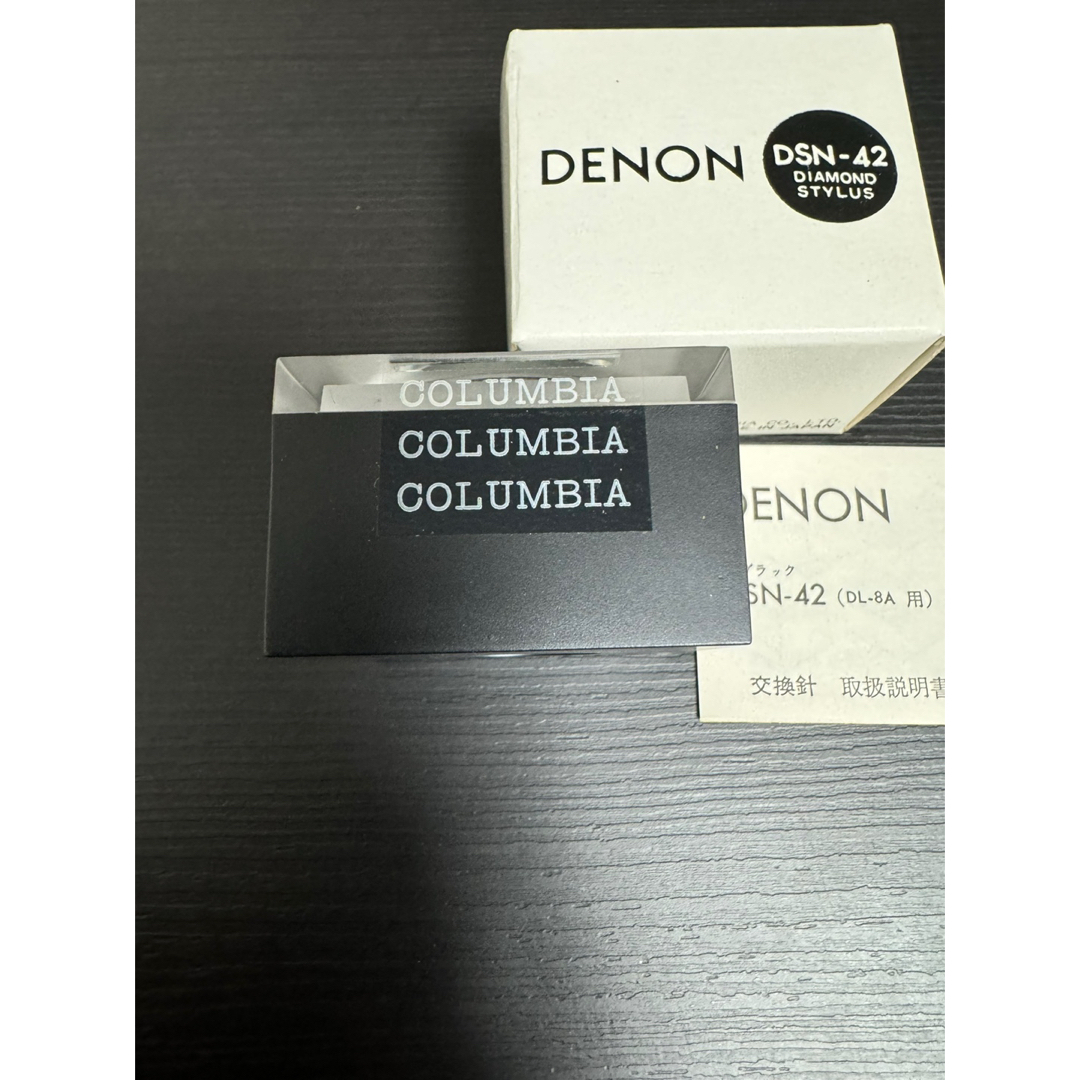 DENON
DSN-42
DIAMOND
STYLUS
COLUMBIA
COLUMBIA
COLUMBIA
DENON
ブラック
DSN-42 (DL-8A 用)
交換針 取扱説明書